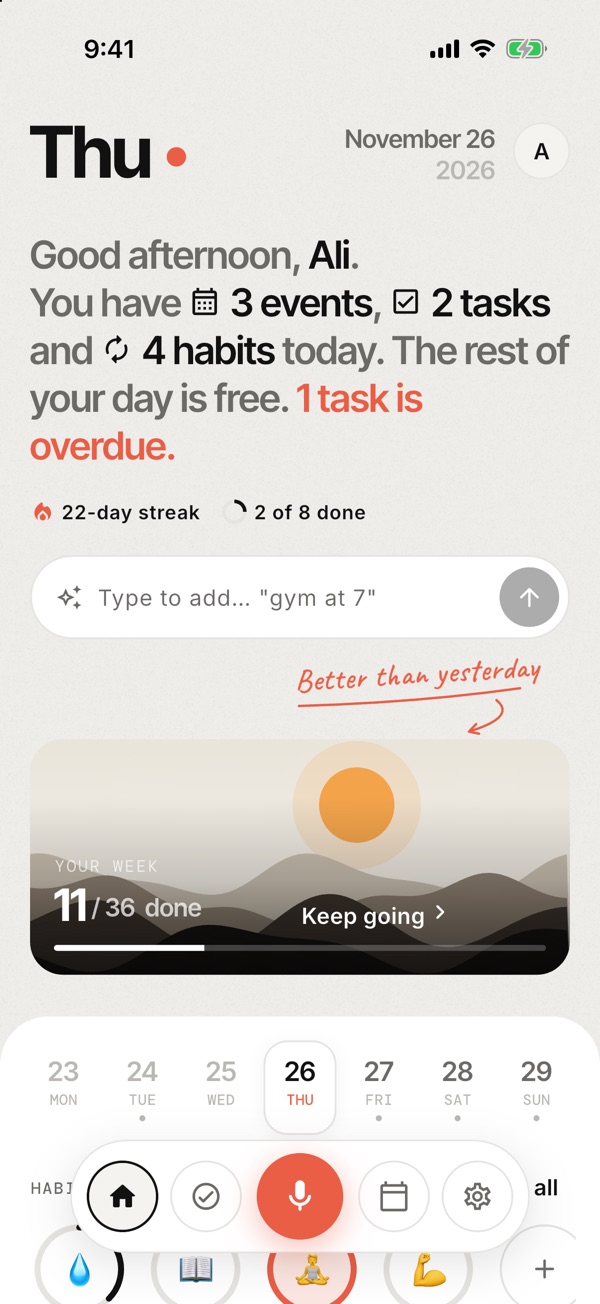 9:41
Thu
November 26
2026
A
Good afternoon, Ali.
You have 3 events, 2 tasks
and 4 habits today. The rest of
your day is free. 1 task is
overdue.
22-day streak 2 of 8 done
Type to add... "gym at 7"
Better than yesterday
YOUR WEEK
11 / 36 done
Keep going
23 24 25 26 27 28 29
MON TUE WED THU FRI SAT SUN
all